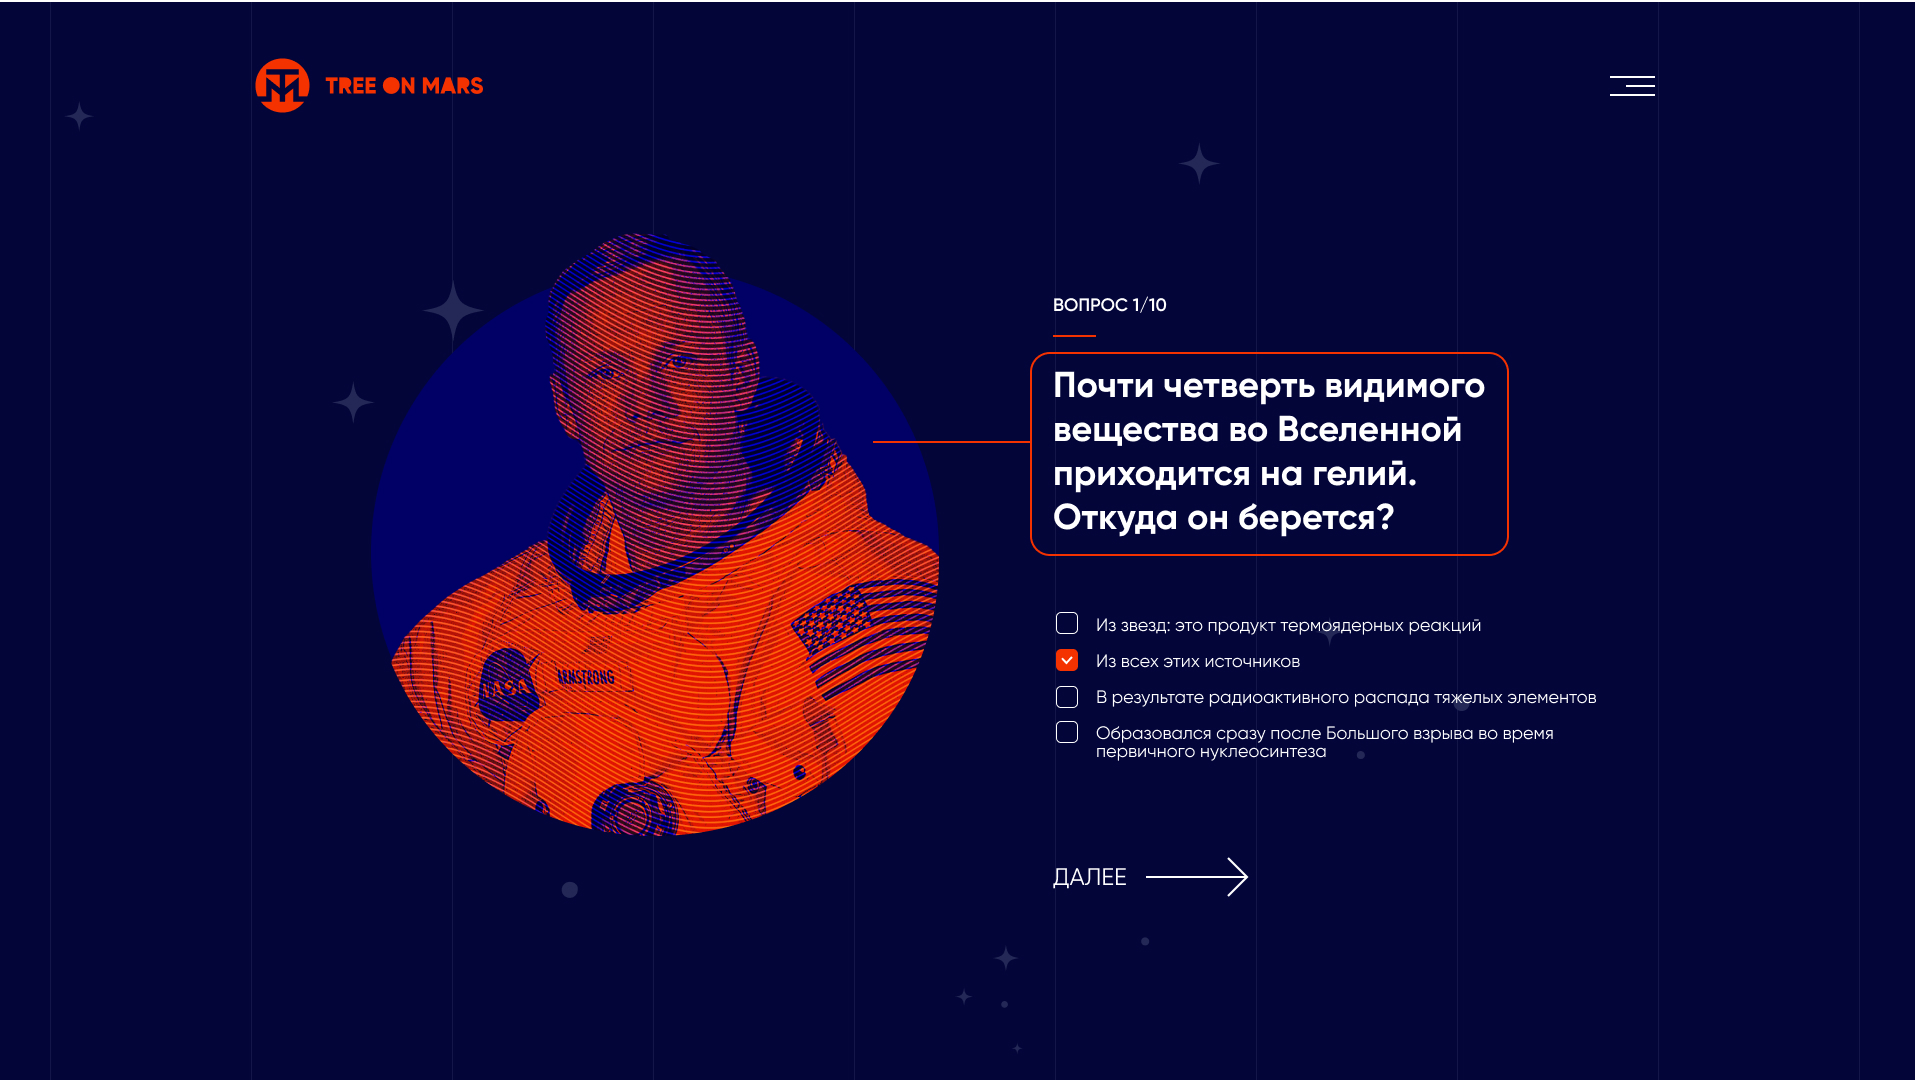 TREE ON MARS
ВОПРОС 1/10
Почти четверть видимого
вещества во Вселенной
приходится на гелий.
Откуда он берется?
Из звезд: это продукт термоядерных реакций
Из всех этих источников
В результате радиоактивного распада тяжелых элементов
Образовался сразу после Большого взрыва во время
первичного нуклеосинтеза
ARMSTRONG
NASA
ДАЛЕЕ